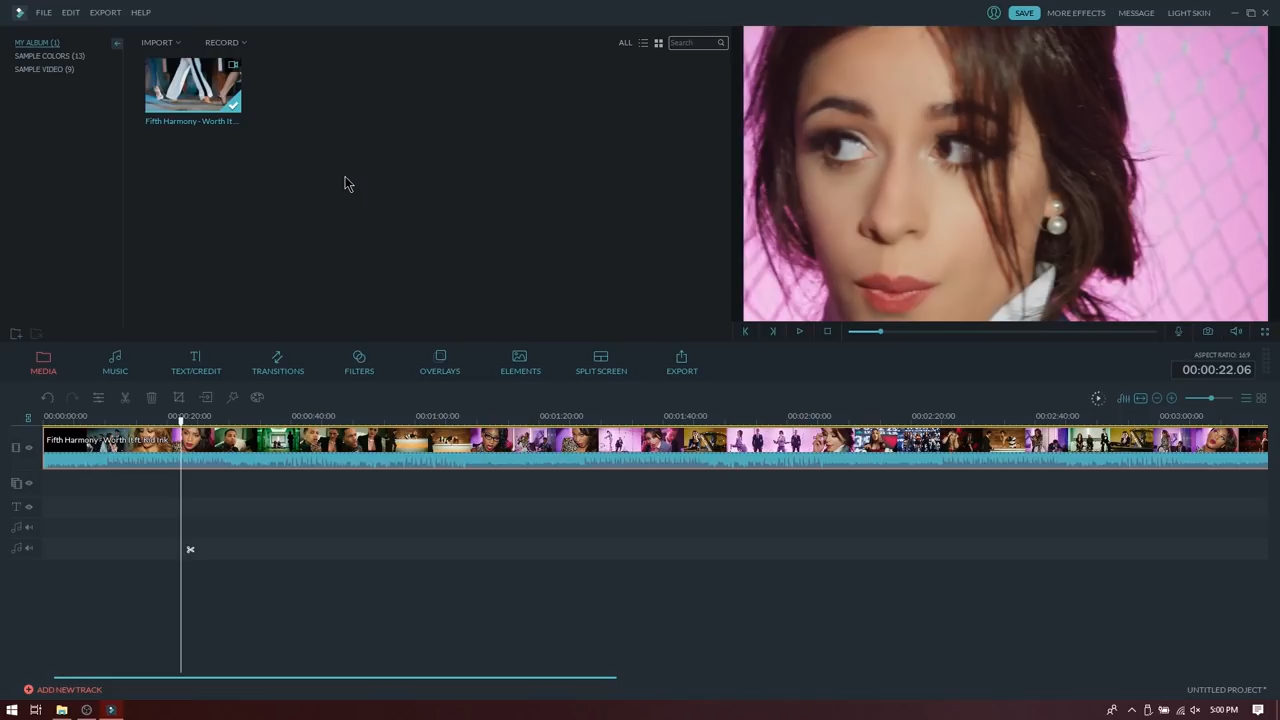 FILE EDIT EXPORT HELP
SAVE MORE EFFECTS MESSAGE LIGHT SKIN
MY ALBUM (1)
SAMPLE COLORS (13)
SAMPLE VIDEO (9)
IMPORT RECORD
ALL Search
Fifth Harmony - Worth It...
MEDIA MUSIC TEXT/CREDIT TRANSITIONS FILTERS OVERLAYS ELEMENTS SPLIT SCREEN EXPORT
ASPECT RATIO: 16:9
00:00:22.06
00:00:00:00 00:00:20:00 00:00:40:00 00:01:00:00 00:01:20:00 00:01:40:00 00:02:00:00 00:02:20:00 00:02:40:00 00:03:00:00
Fifth Harmony - Worth It ft. Kid Ink
ADD NEW TRACK
UNTITLED PROJECT*
5:00 PM